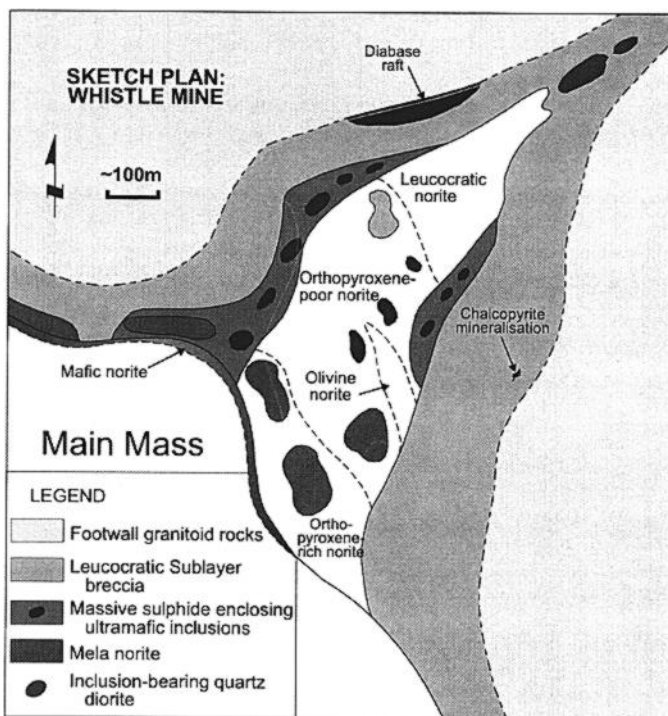 SKETCH PLAN:
WHISTLE MINE
~100m
Diabase
raft
Leucocratic
norite
Orthopyroxene-
poor norite
Chalcopyrite
mineralisation
Mafic norite
Olivine
norite
Main Mass
Ortho-
pyroxene-
rich norite
LEGEND
Footwall granitoid rocks
Leucocratic Sublayer
breccia
Massive sulphide enclosing
ultramafic inclusions
Mela norite
Inclusion-bearing quartz
diorite